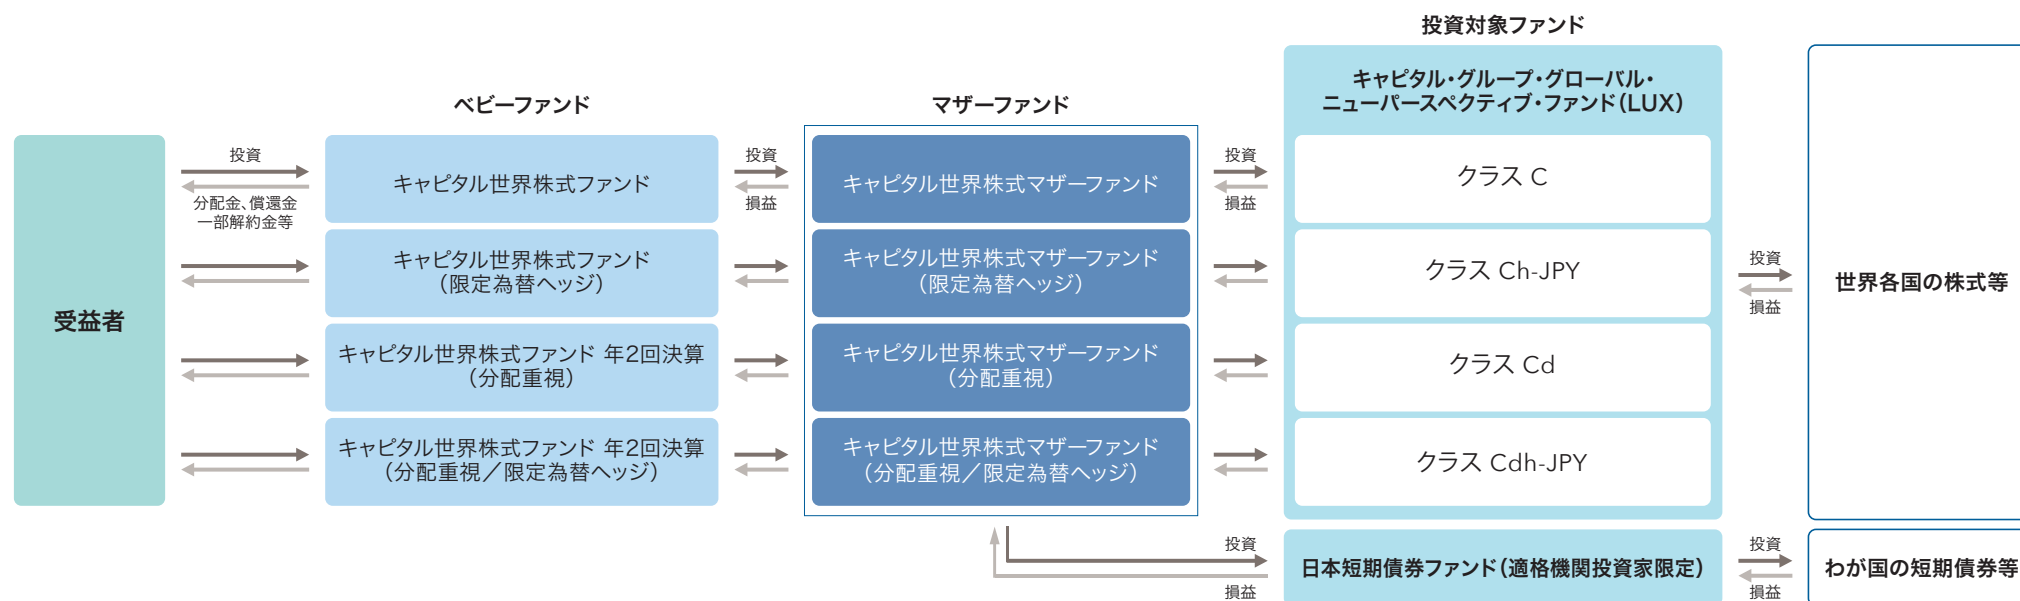 投資対象ファンド
ベビーファンド
マザーファンド
キャピタル・グループ・グローバル・
ニューパースペクティブ・ファンド（LUX）
受益者
投資
分配金、償還金
一部解約金等
キャピタル世界株式ファンド
投資
損益
キャピタル世界株式マザーファンド
投資
損益
クラス C
キャピタル世界株式ファンド
（限定為替ヘッジ）
キャピタル世界株式マザーファンド
（限定為替ヘッジ）
クラス Ch-JPY
キャピタル世界株式ファンド 年2回決算
（分配重視）
キャピタル世界株式マザーファンド
（分配重視）
クラス Cd
キャピタル世界株式ファンド 年2回決算
（分配重視／限定為替ヘッジ）
キャピタル世界株式マザーファンド
（分配重視／限定為替ヘッジ）
クラス Cdh-JPY
投資
損益
世界各国の株式等
投資
損益
日本短期債券ファンド（適格機関投資家限定）
投資
損益
わが国の短期債券等